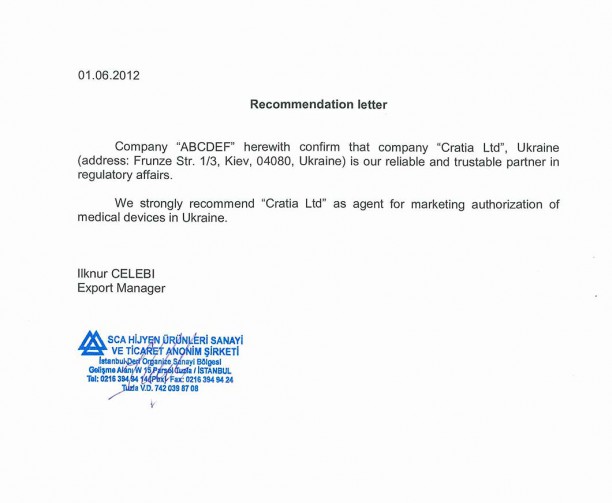 01.06.2012
Recommendation letter
Company “ABCDEF” herewith confirm that company “Cratia Ltd”, Ukraine
(address: Frunze Str. 1/3, Kiev, 04080, Ukraine) is our reliable and trustable partner in
regulatory affairs.
We strongly recommend “Cratia Ltd” as agent for marketing authorization of
medical devices in Ukraine.
Ilknur CELEBI
Export Manager
SCA HİJYEN ÜRÜNLERİ SANAYİ
VE TİCARET ANONİM ŞİRKETİ
İstanbul Deri Organize Sanayi Bölgesi
Gelişme Alanı W 15 Parsel Tuzla / İSTANBUL
Tel: 0216 394 94 14 Fax: 0216 394 94 24
Tuzla V.D. 742 039 87 08